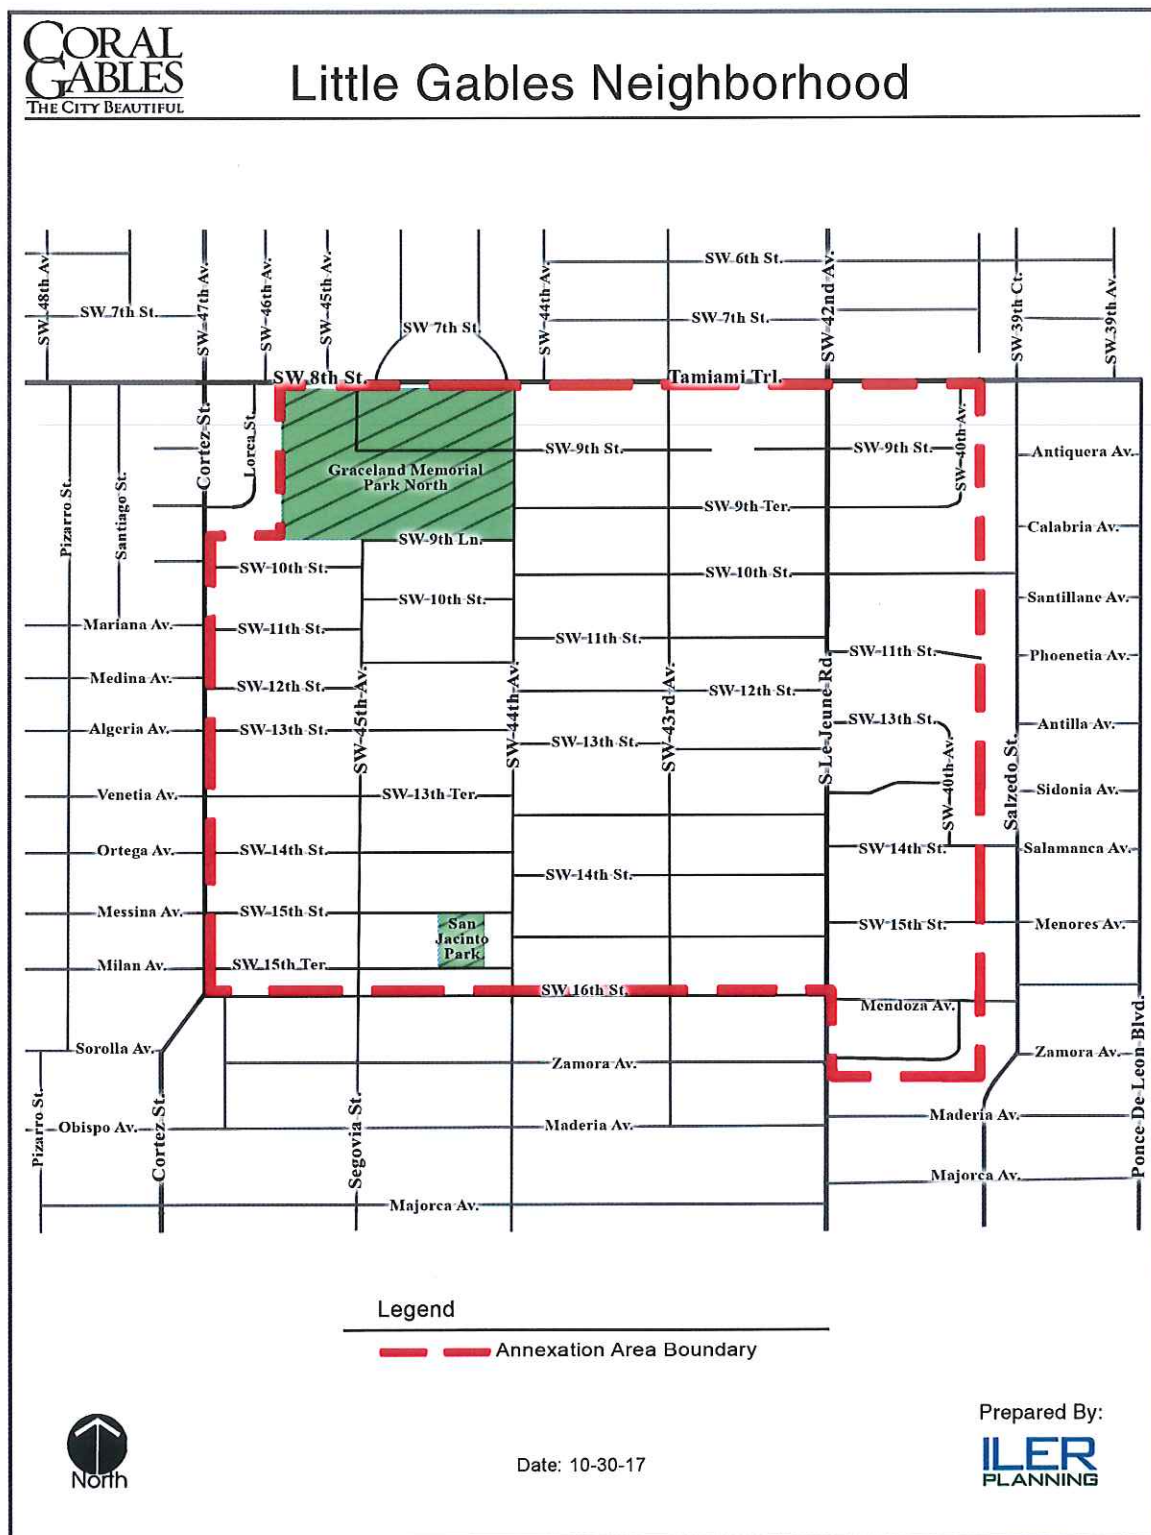 CORAL
GABLES
THE CITY BEAUTIFUL
Little Gables Neighborhood
SW 48th Av.
SW 47th Av.
SW 46th Av.
SW 45th Av.
SW 44th Av.
SW 42nd Av.
SW 39th Ct.
SW 39th Av.
SW 6th St.
SW 7th St.
SW 7th St.
SW 7th St.
SW 8th St.
Tamiami Trl.
Pizarro St.
Santiago St.
Cortez St.
Lorca St.
Graceland Memorial
Park North
SW 9th St.
SW 9th St.
SW 40th Av.
Antiquera Av.
SW 9th Ter.
Calabria Av.
SW 9th Ln.
SW 10th St.
SW 10th St.
SW 10th St.
Santillane Av.
Mariana Av.
SW 11th St.
SW 11th St.
SW 11th St.
Phoenetia Av.
Medina Av.
SW 12th St.
SW 12th St.
SW 45th Av.
SW 44th Av.
SW 43rd Av.
S Le Jeune Rd.
Algeria Av.
SW 13th St.
SW 13th St.
SW 13th St.
SW 40th Av.
Salzedo St.
Antilla Av.
Venetia Av.
SW 13th Ter.
Sidonia Av.
Ortega Av.
SW 14th St.
SW 14th St.
SW 14th St.
Salamanca Av.
Messina Av.
SW 15th St.
San
Jacinto
Park
SW 15th St.
Menores Av.
Milan Av.
SW 15th Ter.
SW 16th St.
Mendoza Av.
Sorolla Av.
Zamora Av.
Zamora Av.
Pizarro St.
Cortez St.
Segovia St.
Ponce De Leon Blvd.
Obispo Av.
Maderia Av.
Maderia Av.
Majorca Av.
Majorca Av.
Legend
Annexation Area Boundary
North
Date: 10-30-17
Prepared By:
ILER
PLANNING